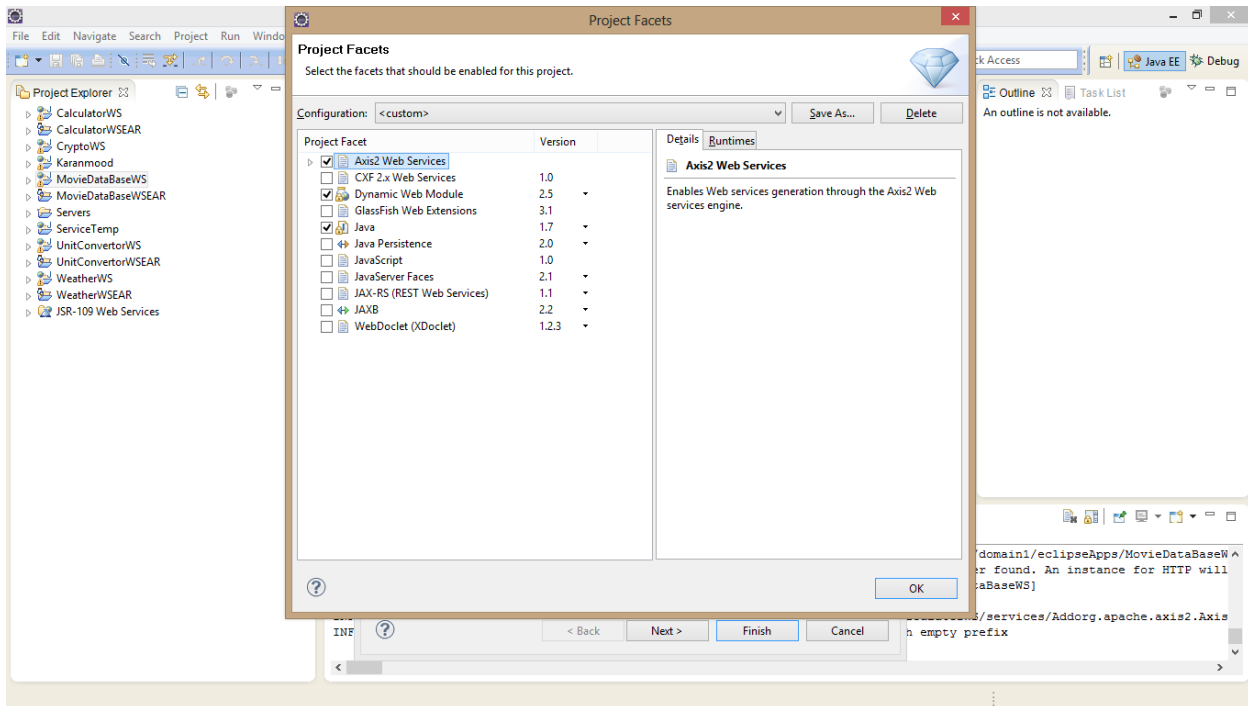 Project Facets
File Edit Navigate Search Project Run
Project Facets
Select the facets that should be enabled for this project.
Access
Java EE
Debug
Project Explorer
Configuration: <custom>
Save As...
Delete
Outline
Task List
An outline is not available.
CalculatorWS
CalculatorWSEAR
CryptoWS
Karanmood
MovieDataBaseWS
MovieDataBaseWSEAR
Servers
ServiceTemp
UnitConvertorWS
UnitConvertorWSEAR
WeatherWS
WeatherWSEAR
JSR-109 Web Services
Project Facet Version
Axis2 Web Services
CXF 2.x Web Services 1.0
Dynamic Web Module 2.5
GlassFish Web Extensions 3.1
Java 1.7
Java Persistence 2.0
JavaScript 1.0
JavaServer Faces 2.1
JAX-RS (REST Web Services) 1.1
JAXB 2.2
WebDoclet (XDoclet) 1.2.3
Details Runtimes
Axis2 Web Services
Enables Web services generation through the Axis2 Web
services engine.
OK
/domain1/eclipseApps/MovieDataBaseW
found. An instance for HTTP will
aBaseWS]
/services/Addorg.apache.axis2.Axis
INF
empty prefix
< Back
Next >
Finish
Cancel